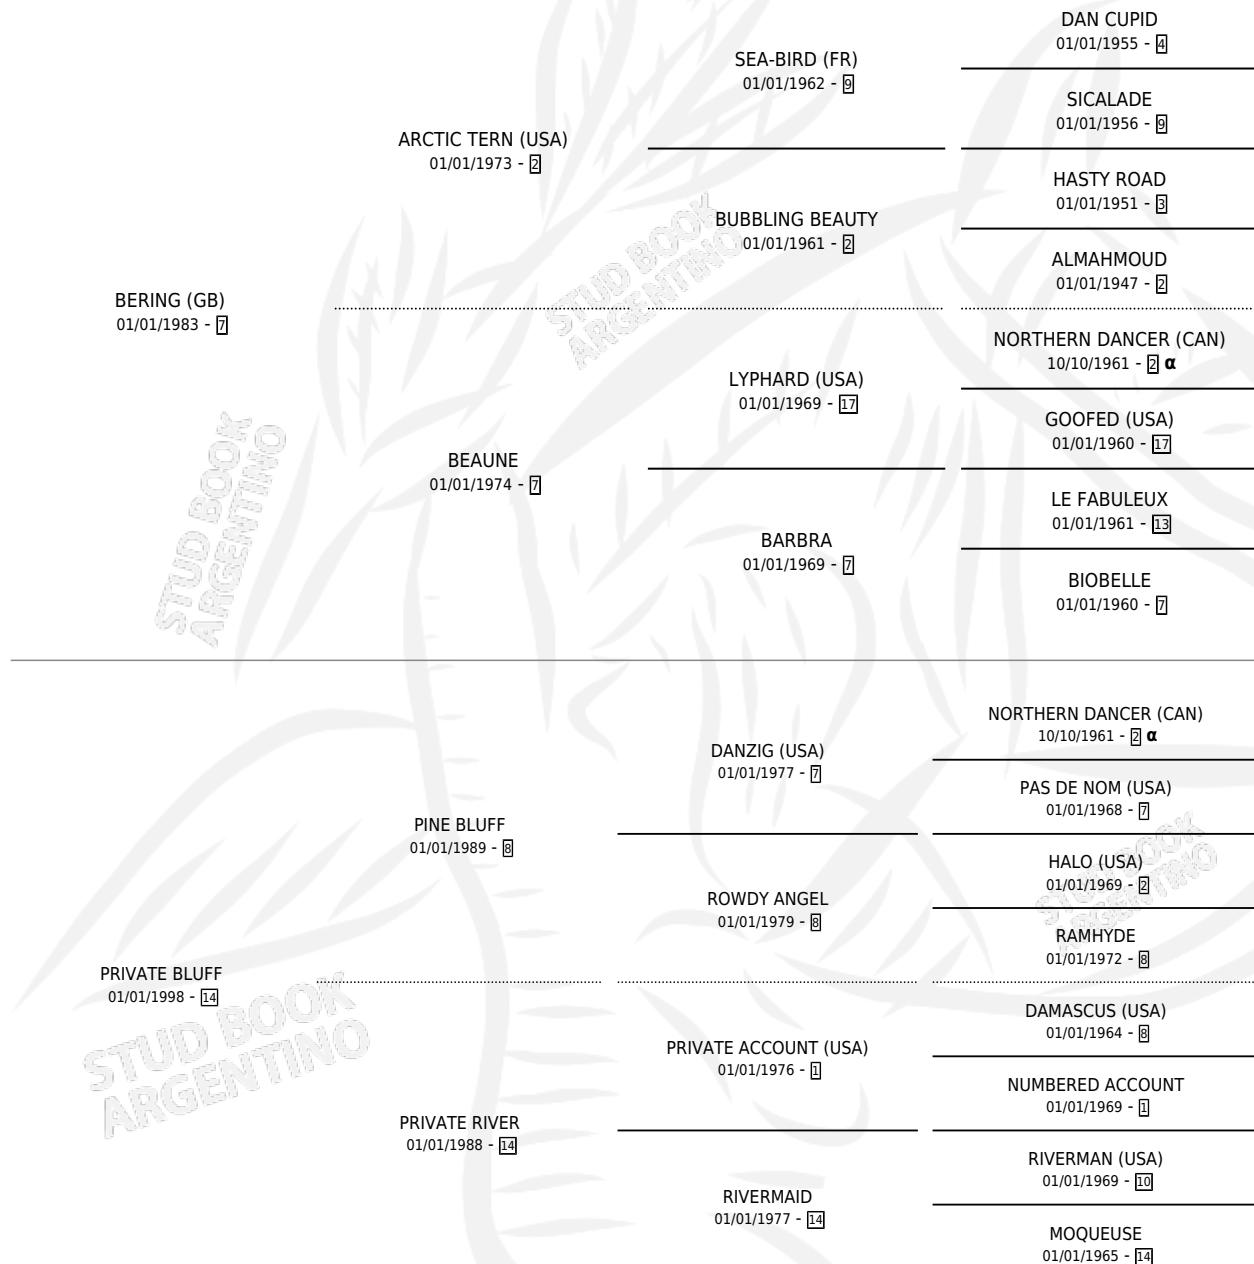 DAN CUPID
01/01/1955 - 4
SEA-BIRD (FR)
01/01/1962 - 9
SICALADE
01/01/1956 - 9
ARCTIC TERN (USA)
01/01/1973 - 2
HASTY ROAD
01/01/1951 - 3
BUBBLING BEAUTY
01/01/1961 - 2
ALMAHMOUD
01/01/1947 - 2
STUD BOOK
ARGENTINO
BERING (GB)
01/01/1983 - 7
NORTHERN DANCER (CAN)
10/10/1961 - 2 α
LYPHARD (USA)
01/01/1969 - 17
GOOFED (USA)
01/01/1960 - 17
BEAUNE
01/01/1974 - 7
LE FABULEUX
01/01/1961 - 13
BARBRA
01/01/1969 - 7
BIOBELLE
01/01/1960 - 7
STUD BOOK
ARGENTINO
NORTHERN DANCER (CAN)
10/10/1961 - 2 α
DANZIG (USA)
01/01/1977 - 7
PAS DE NOM (USA)
01/01/1968 - 7
PINE BLUFF
01/01/1989 - 8
HALO (USA)
01/01/1969 - 2
STUD BOOK
ARGENTINO
ROWDY ANGEL
01/01/1979 - 8
RAMHYDE
01/01/1972 - 8
PRIVATE BLUFF
01/01/1998 - 14
STUD BOOK
ARGENTINO
DAMASCUS (USA)
01/01/1964 - 8
PRIVATE ACCOUNT (USA)
01/01/1976 - 1
NUMBERED ACCOUNT
01/01/1969 - 1
PRIVATE RIVER
01/01/1988 - 14
RIVERMAN (USA)
01/01/1969 - 10
RIVERMAID
01/01/1977 - 14
MOQUEUSE
01/01/1965 - 14